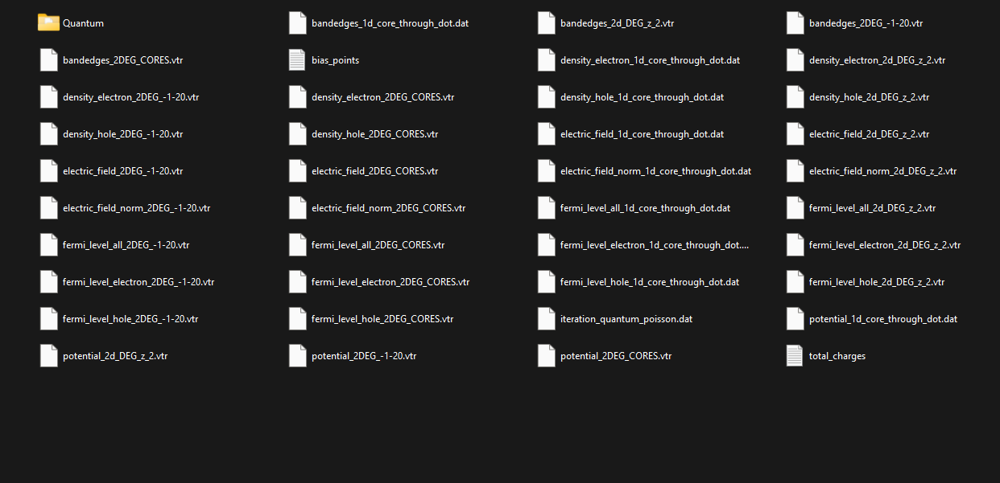 Quantum
bandedges_1d_core_through_dot.dat
bandedges_2d_DEG_z_2.vtr
bandedges_2DEG_-1-20.vtr
bandedges_2DEG_CORES.vtr
bias_points
density_electron_1d_core_through_dot.dat
density_electron_2d_DEG_z_2.vtr
density_electron_2DEG_-1-20.vtr
density_electron_2DEG_CORES.vtr
density_hole_1d_core_through_dot.dat
density_hole_2d_DEG_z_2.vtr
density_hole_2DEG_-1-20.vtr
density_hole_2DEG_CORES.vtr
electric_field_1d_core_through_dot.dat
electric_field_2d_DEG_z_2.vtr
electric_field_2DEG_-1-20.vtr
electric_field_2DEG_CORES.vtr
electric_field_norm_1d_core_through_dot.dat
electric_field_norm_2d_DEG_z_2.vtr
electric_field_norm_2DEG_-1-20.vtr
electric_field_norm_2DEG_CORES.vtr
fermi_level_all_1d_core_through_dot.dat
fermi_level_all_2d_DEG_z_2.vtr
fermi_level_all_2DEG_-1-20.vtr
fermi_level_all_2DEG_CORES.vtr
fermi_level_electron_1d_core_through_dot....
fermi_level_electron_2d_DEG_z_2.vtr
fermi_level_electron_2DEG_-1-20.vtr
fermi_level_electron_2DEG_CORES.vtr
fermi_level_hole_1d_core_through_dot.dat
fermi_level_hole_2d_DEG_z_2.vtr
fermi_level_hole_2DEG_-1-20.vtr
fermi_level_hole_2DEG_CORES.vtr
iteration_quantum_poisson.dat
potential_1d_core_through_dot.dat
potential_2d_DEG_z_2.vtr
potential_2DEG_-1-20.vtr
potential_2DEG_CORES.vtr
total_charges